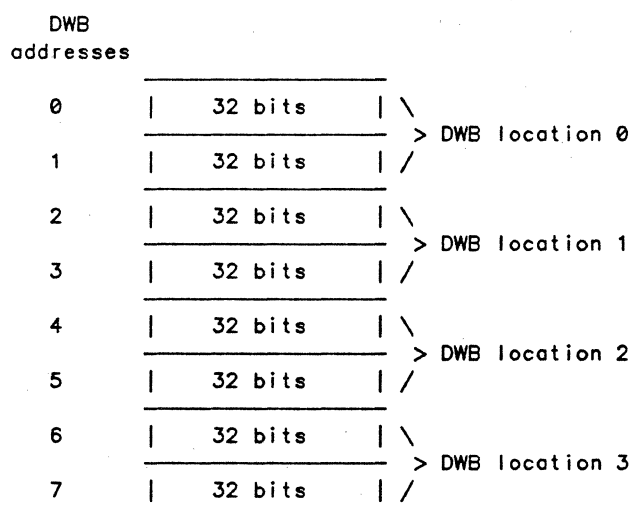 DWB
addresses
0 | 32 bits | \
> DWB location 0
1 | 32 bits | /
2 | 32 bits | \
> DWB location 1
3 | 32 bits | /
4 | 32 bits | \
> DWB location 2
5 | 32 bits | /
6 | 32 bits | \
> DWB location 3
7 | 32 bits | /